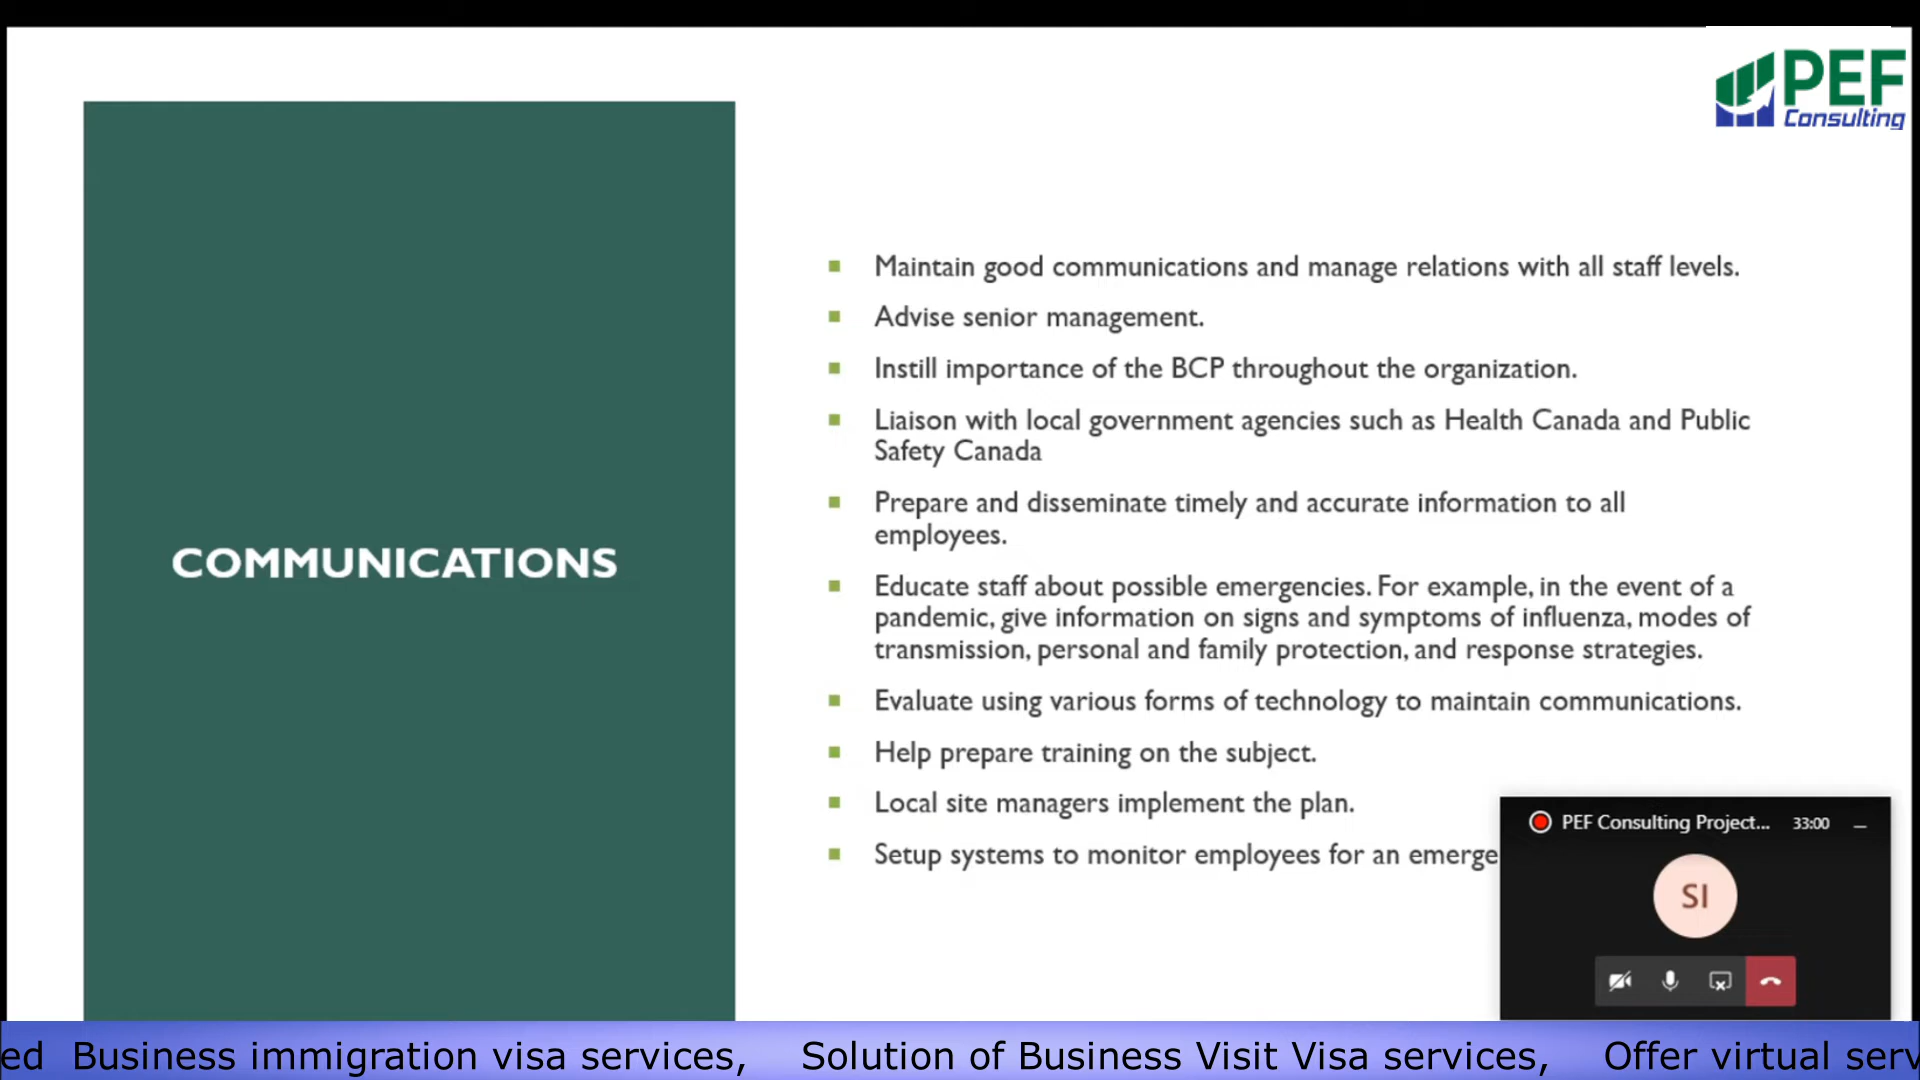 PEF
Consulting
COMMUNICATIONS
Maintain good communications and manage relations with all staff levels.
Advise senior management.
Instill importance of the BCP throughout the organization.
Liaison with local government agencies such as Health Canada and Public
Safety Canada
Prepare and disseminate timely and accurate information to all
employees.
Educate staff about possible emergencies. For example, in the event of a
pandemic, give information on signs and symptoms of influenza, modes of
transmission, personal and family protection, and response strategies.
Evaluate using various forms of technology to maintain communications.
Help prepare training on the subject.
Local site managers implement the plan.
Setup systems to monitor employees for an emerge
PEF Consulting Project... 33:00
SI
ed Business immigration visa services, Solution of Business Visit Visa services, Offer virtual serv